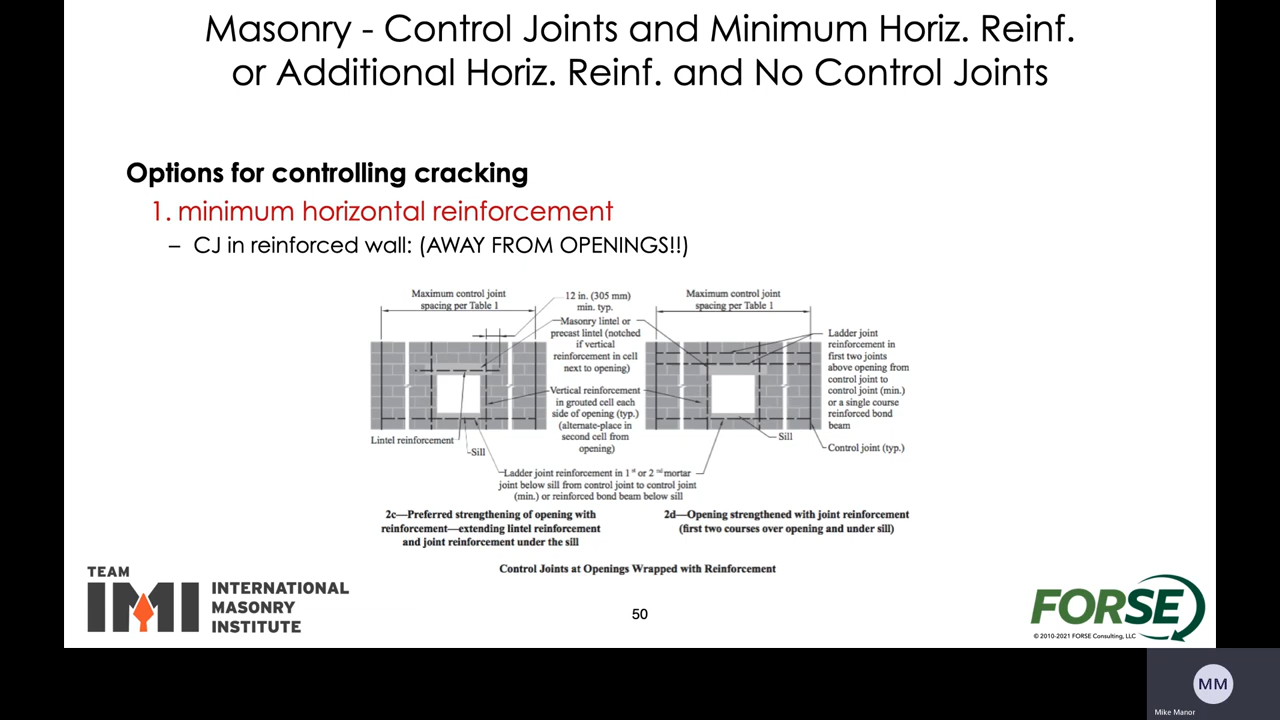 Masonry - Control Joints and Minimum Horiz. Reinf.
or Additional Horiz. Reinf. and No Control Joints
Options for controlling cracking
1. minimum horizontal reinforcement
– CJ in reinforced wall: (AWAY FROM OPENINGS!!)
Maximum control joint
spacing per Table 1
12 in. (305 mm)
min. typ.
Masonry lintel or
precast lintel (notched
if vertical
reinforcement in cell
next to opening)
Vertical reinforcement
in grouted cell each
side of opening (typ.)
(alternate-place in
second cell from
opening)
Maximum control joint
spacing per Table 1
Ladder joint
reinforcement in
first two joints
above opening from
control joint to
control joint (min.)
or a single course
reinforced bond
beam
Lintel reinforcement
Sill
Sill
Control joint (typ.)
Ladder joint reinforcement in 1st or 2nd mortar
joint below sill from control joint to control joint
(min.) or reinforced bond beam below sill
2c—Preferred strengthening of opening with
reinforcement—extending lintel reinforcement
and joint reinforcement under the sill
2d—Opening strengthened with joint reinforcement
(first two courses over opening and under sill)
Control Joints at Openings Wrapped with Reinforcement
TEAM
IMI
INTERNATIONAL
MASONRY
INSTITUTE
50
FORSE
© 2010-2021 FORSE Consulting, LLC
MM
Mike Manor